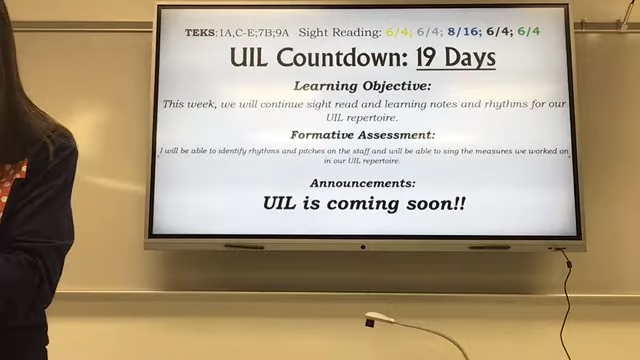 TEKS:1A,C-E;7B;9A Sight Reading: 6/4; 6/4; 8/16; 6/4; 6/4
UIL Countdown: 19 Days
Learning Objective:
This week, we will continue sight read and learning notes and rhythms for our
UIL repertoire.
Formative Assessment:
I will be able to identify rhythms and pitches on the staff and will be able to sing the measures we worked on
in our UIL repertoire.
Announcements:
UIL is coming soon!!